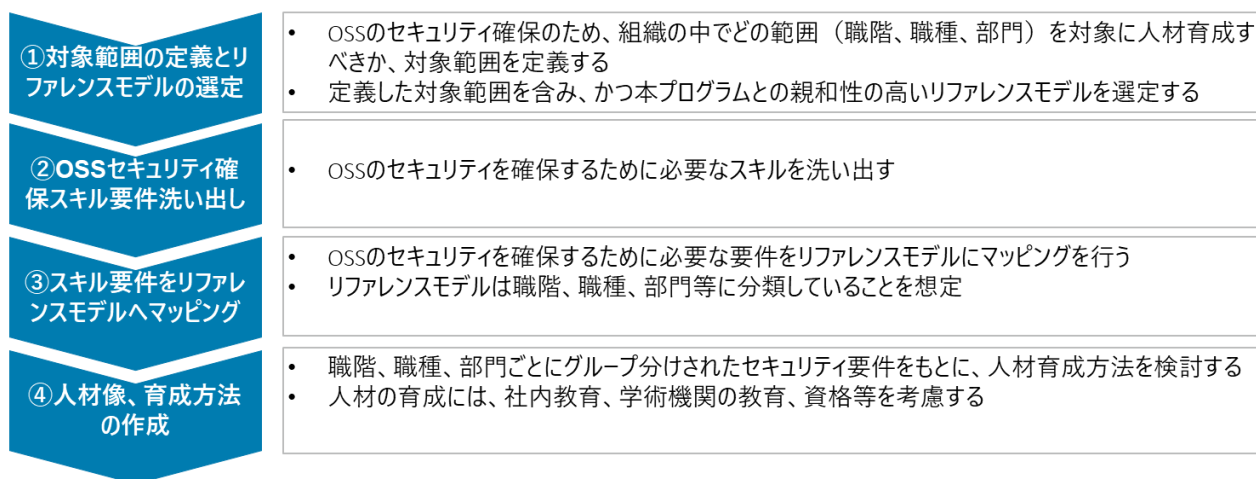 ①対象範囲の定義とリ
ファレンスモデルの選定
• OSSのセキュリティ確保のため、組織の中でどの範囲（職階、職種、部門）を対象に人材育成す
べきか、対象範囲を定義する
• 定義した対象範囲を含み、かつ本プログラムとの親和性の高いリファレンスモデルを選定する
②OSSセキュリティ確
保スキル要件洗い出し
• OSSのセキュリティを確保するために必要なスキルを洗い出す
③スキル要件をリファレ
ンスモデルへマッピング
• OSSのセキュリティを確保するために必要な要件をリファレンスモデルにマッピングを行う
• リファレンスモデルは職階、職種、部門等に分類していることを想定
④人材像、育成方法
の作成
• 職階、職種、部門ごとにグループ分けされたセキュリティ要件をもとに、人材育成方法を検討する
• 人材の育成には、社内教育、学術機関の教育、資格等を考慮する